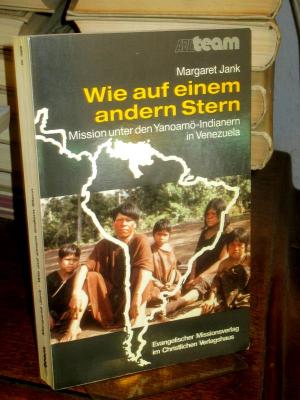 ABCteam
Margaret Jank
Wie auf einem
andern Stern
Mission unter den Yanoamö-Indianern
in Venezuela
Evangelischer Missionsverlag
im Christlichen Verlagshaus